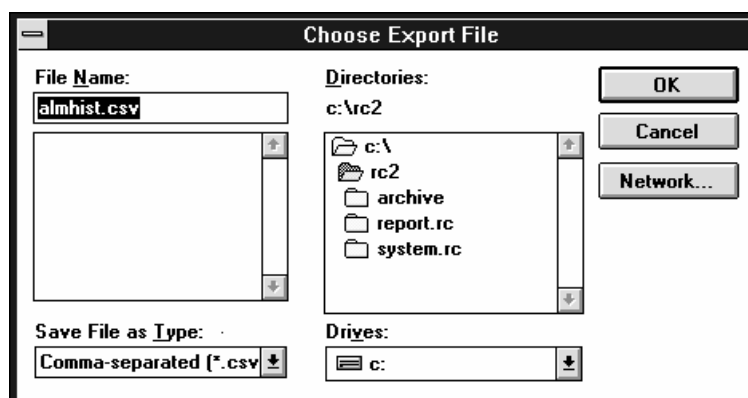 Choose Export File
File Name:
almhist.csv
Directories:
c:\rc2
c:\
rc2
archive
report.rc
system.rc
OK
Cancel
Network...
Save File as Type:
Comma-separated (*.csv
Drives:
c: